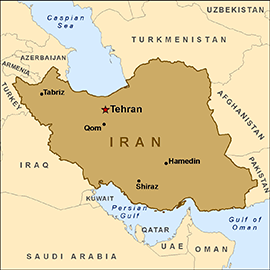 UZBEKISTAN
Caspian
Sea
TURKMENISTAN
AZERBAIJAN
ARMENIA
TURKEY
Tabriz
Tehran
Qom
AFGHANISTAN
IRAN
IRAQ
Hamedin
PAKISTAN
Shiraz
KUWAIT
Persian
Gulf
Gulf of
Oman
QATAR
SAUDI ARABIA
UAE
OMAN